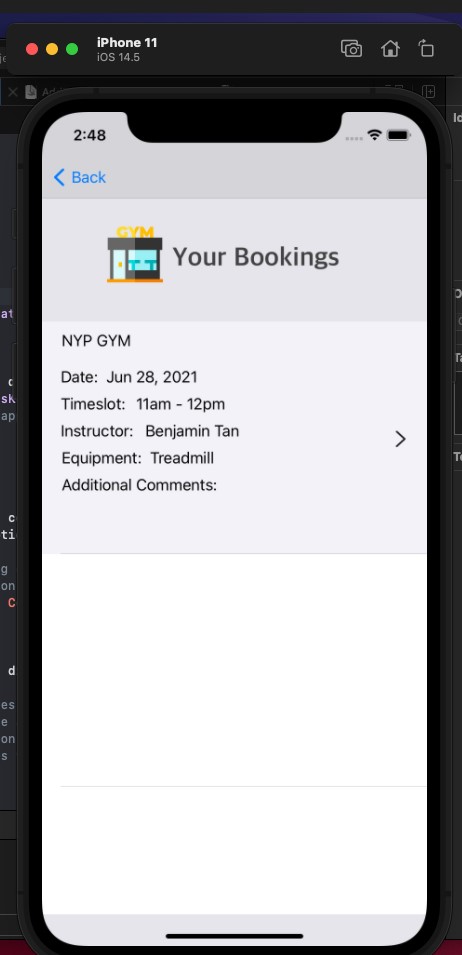 iPhone 11
iOS 14.5
2:48
Back
GYM
Your Bookings
NYP GYM
Date: Jun 28, 2021
Timeslot: 11am - 12pm
Instructor: Benjamin Tan
Equipment: Treadmill
Additional Comments: